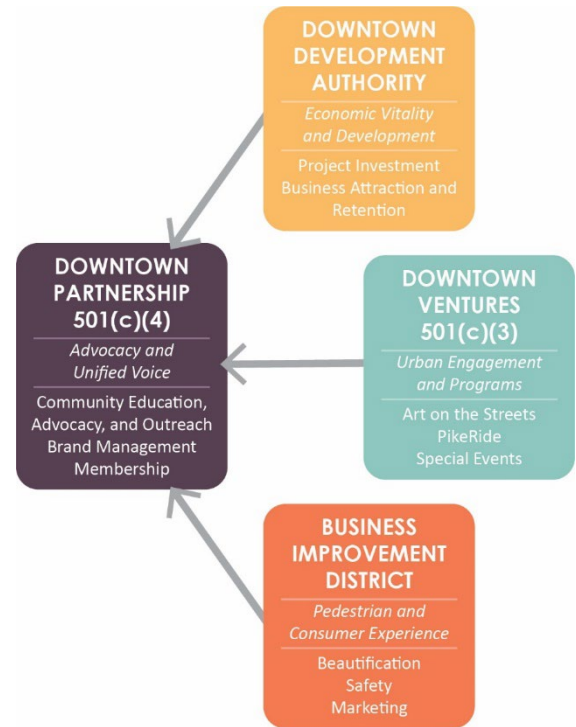 DOWNTOWN
DEVELOPMENT
AUTHORITY
Economic Vitality
and Development
Project Investment
Business Attraction and
Retention
DOWNTOWN
PARTNERSHIP
501(c)(4)
Advocacy and
Unified Voice
Community Education,
Advocacy, and Outreach
Brand Management
Membership
DOWNTOWN
VENTURES
501(c)(3)
Urban Engagement
and Programs
Art on the Streets
PikeRide
Special Events
BUSINESS
IMPROVEMENT
DISTRICT
Pedestrian and
Consumer Experience
Beautification
Safety
Marketing